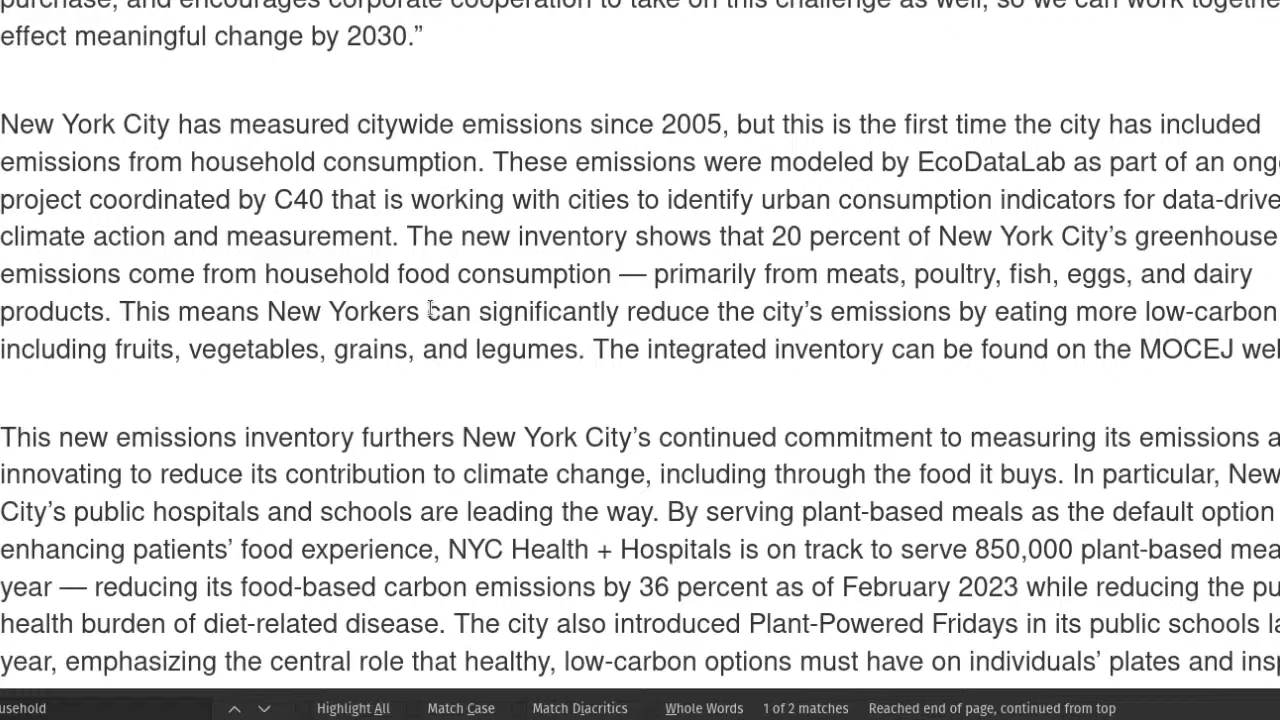 purchase, and encourages corporate cooperation to take on this challenge as well, so we can work
effect meaningful change by 2030.”
New York City has measured citywide emissions since 2005, but this is the first time the city has included
emissions from household consumption. These emissions were modeled by EcoDataLab as part of an
project coordinated by C40 that is working with cities to identify urban consumption indicators for
climate action and measurement. The new inventory shows that 20 percent of New York City’s greenhouse
emissions come from household food consumption — primarily from meats, poultry, fish, eggs, and dairy
products. This means New Yorkers can significantly reduce the city’s emissions by eating more low-carbon
including fruits, vegetables, grains, and legumes. The integrated inventory can be found on the MOCEJ
This new emissions inventory furthers New York City’s continued commitment to measuring its emissions
innovating to reduce its contribution to climate change, including through the food it buys. In particular, New
City’s public hospitals and schools are leading the way. By serving plant-based meals as the default option
enhancing patients’ food experience, NYC Health + Hospitals is on track to serve 850,000 plant-based
year — reducing its food-based carbon emissions by 36 percent as of February 2023 while reducing the
health burden of diet-related disease. The city also introduced Plant-Powered Fridays in its public schools
year, emphasizing the central role that healthy, low-carbon options must have on individuals’ plates and
usehold Highlight All Match Case Match Diacritics Whole Words 1 of 2 matches Reached end of page, continued from top